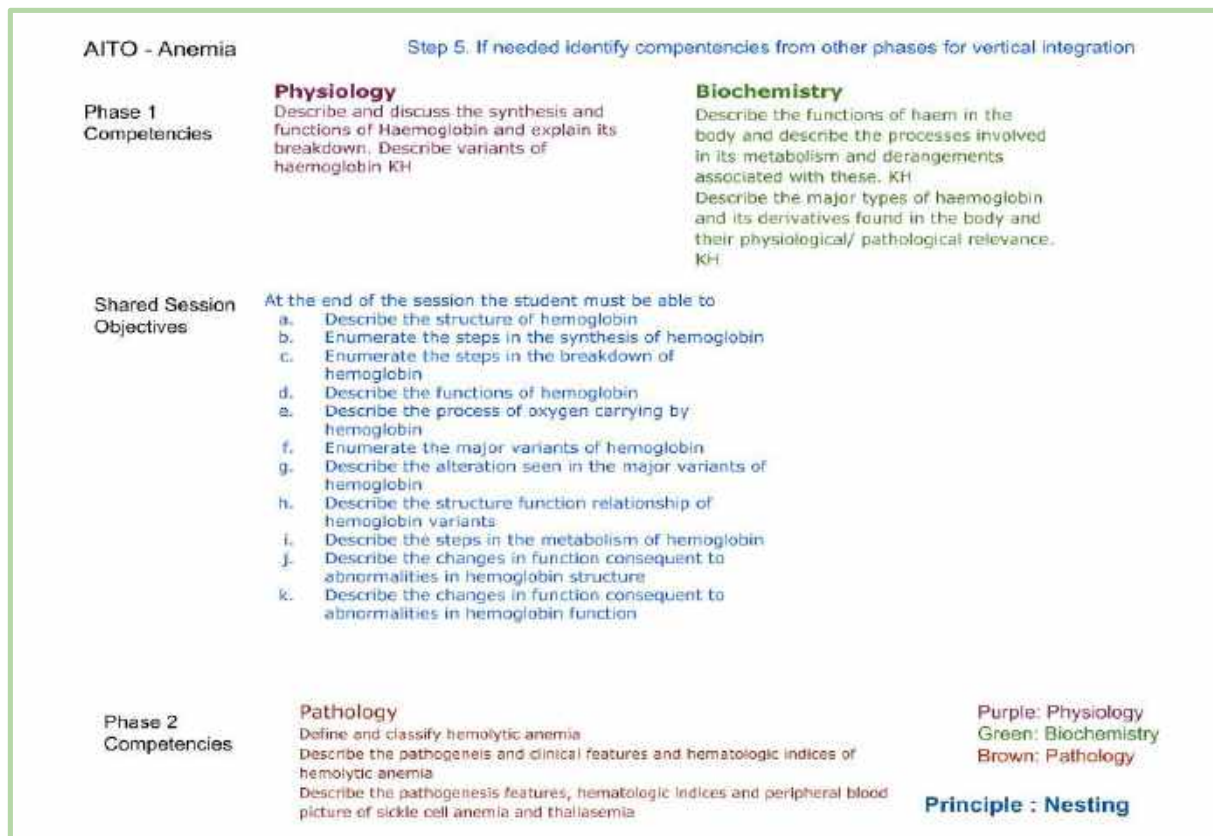 AITO - Anemia
Step 5. If needed identify compentencies from other phases for vertical integration
Phase 1
Competencies
Physiology
Describe and discuss the synthesis and
functions of Haemoglobin and explain its
breakdown. Describe variants of
haemoglobin KH
Biochemistry
Describe the functions of haem in the
body and describe the processes involved
in its metabolism and derangements
associated with these. KH
Describe the major types of haemoglobin
and its derivatives found in the body and
their physiological/ pathological relevance.
KH
Shared Session
Objectives
At the end of the session the student must be able to
a. Describe the structure of hemoglobin
b. Enumerate the steps in the synthesis of hemoglobin
c. Enumerate the steps in the breakdown of
hemoglobin
d. Describe the functions of hemoglobin
e. Describe the process of oxygen carrying by
hemoglobin
f. Enumerate the major variants of hemoglobin
g. Describe the alteration seen in the major variants of
hemoglobin
h. Describe the structure function relationship of
hemoglobin variants
i. Describe the steps in the metabolism of hemoglobin
j. Describe the changes in function consequent to
abnormalities in hemoglobin structure
k. Describe the changes in function consequent to
abnormalities in hemoglobin function
Phase 2
Competencies
Pathology
Define and classify hemolytic anemia
Describe the pathogeneis and clinical features and hematologic indices of
hemolytic anemia
Describe the pathogenesis features, hematologic indices and peripheral blood
picture of sickle cell anemia and thallasemia
Purple: Physiology
Green: Biochemistry
Brown: Pathology
Principle : Nesting